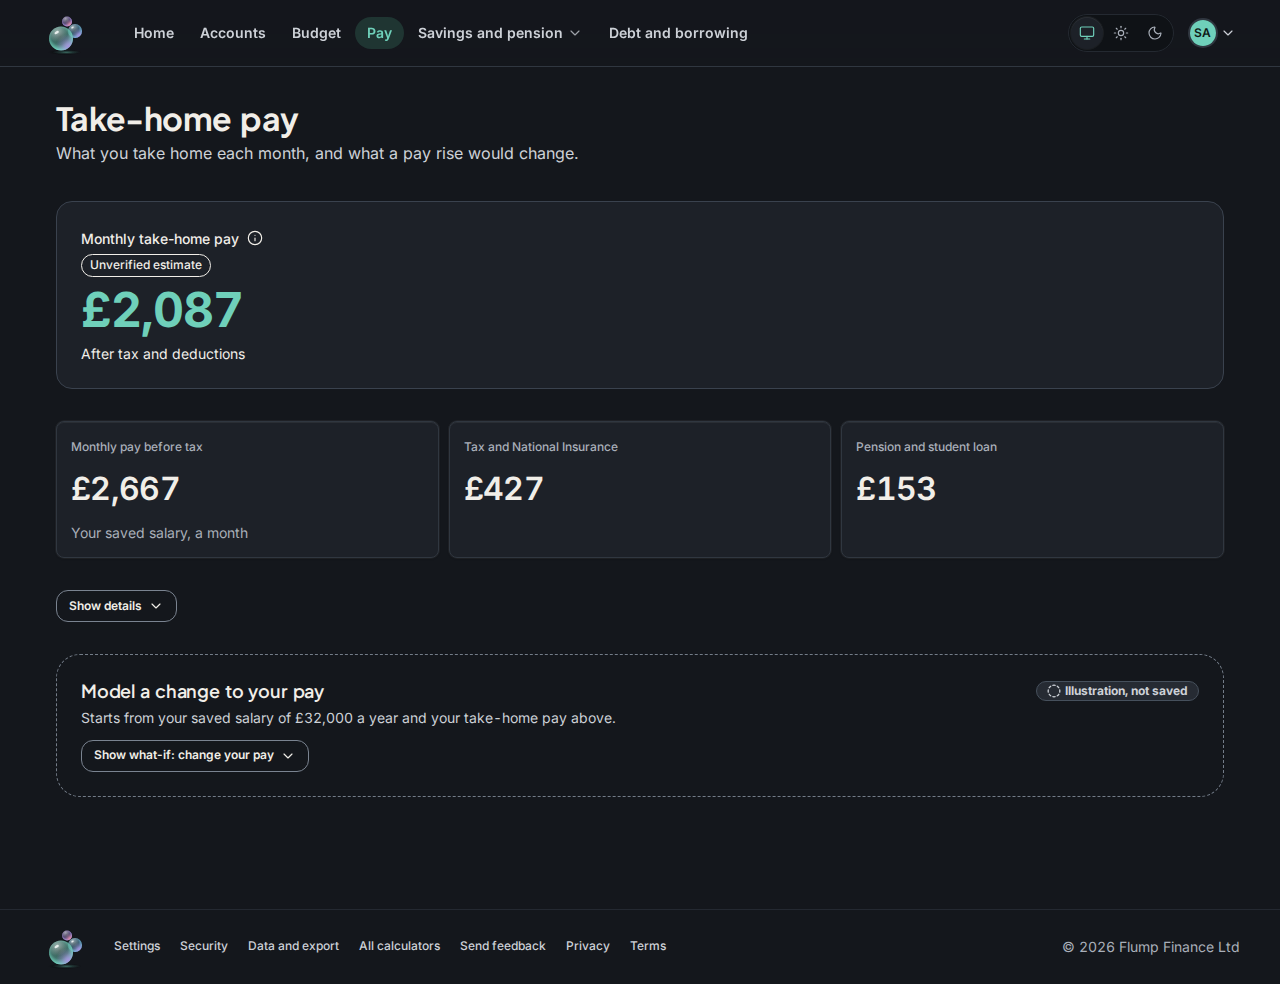 Home
Accounts
Budget
Pay
Savings and pension
Debt and borrowing
SA
Take-home pay
What you take home each month, and what a pay rise would change.
Monthly take-home pay
Unverified estimate
£2,087
After tax and deductions
Monthly pay before tax
£2,667
Your saved salary, a month
Tax and National Insurance
£427
Pension and student loan
£153
Show details
Model a change to your pay
Illustration, not saved
Starts from your saved salary of £32,000 a year and your take-home pay above.
Show what-if: change your pay
Settings
Security
Data and export
All calculators
Send feedback
Privacy
Terms
© 2026 Flump Finance Ltd